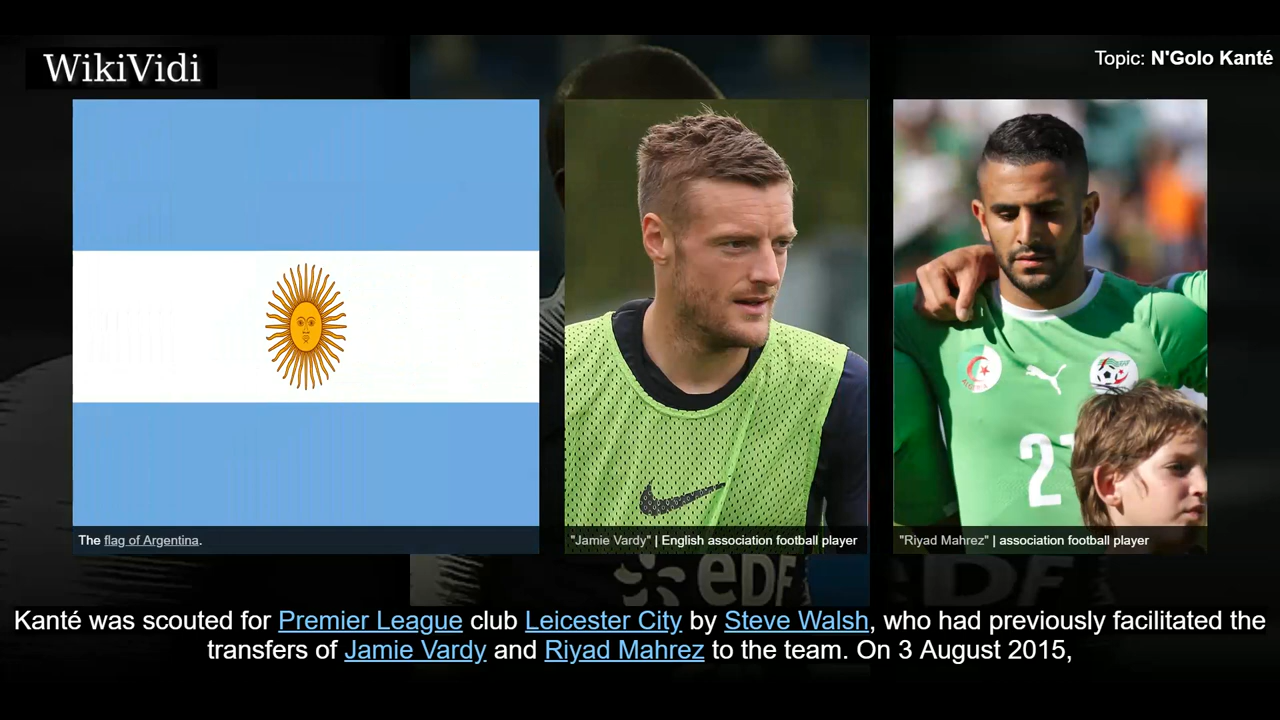 WikiVidi
Topic: N'Golo Kanté
The flag of Argentina.
"Jamie Vardy" | English association football player
"Riyad Mahrez" | association football player
21
eDF
Kanté was scouted for Premier League club Leicester City by Steve Walsh, who had previously facilitated the
transfers of Jamie Vardy and Riyad Mahrez to the team. On 3 August 2015,